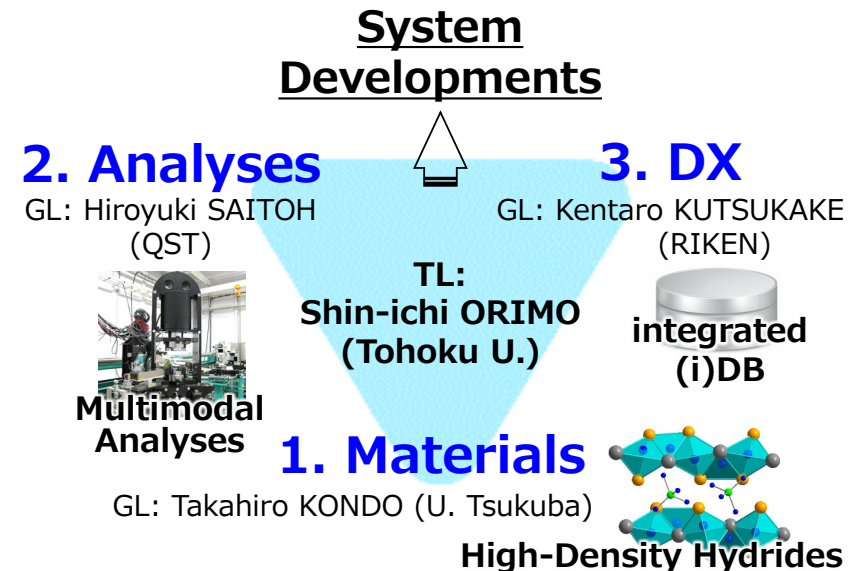 System
Developments
2. Analyses
GL: Hiroyuki SAITOH
(QST)
3. DX
GL: Kentaro KUTSUKAKE
(RIKEN)
TL:
Shin-ichi ORIMO
(Tohoku U.)
integrated
(i)DB
Multimodal
Analyses
1. Materials
GL: Takahiro KONDO (U. Tsukuba)
High-Density Hydrides